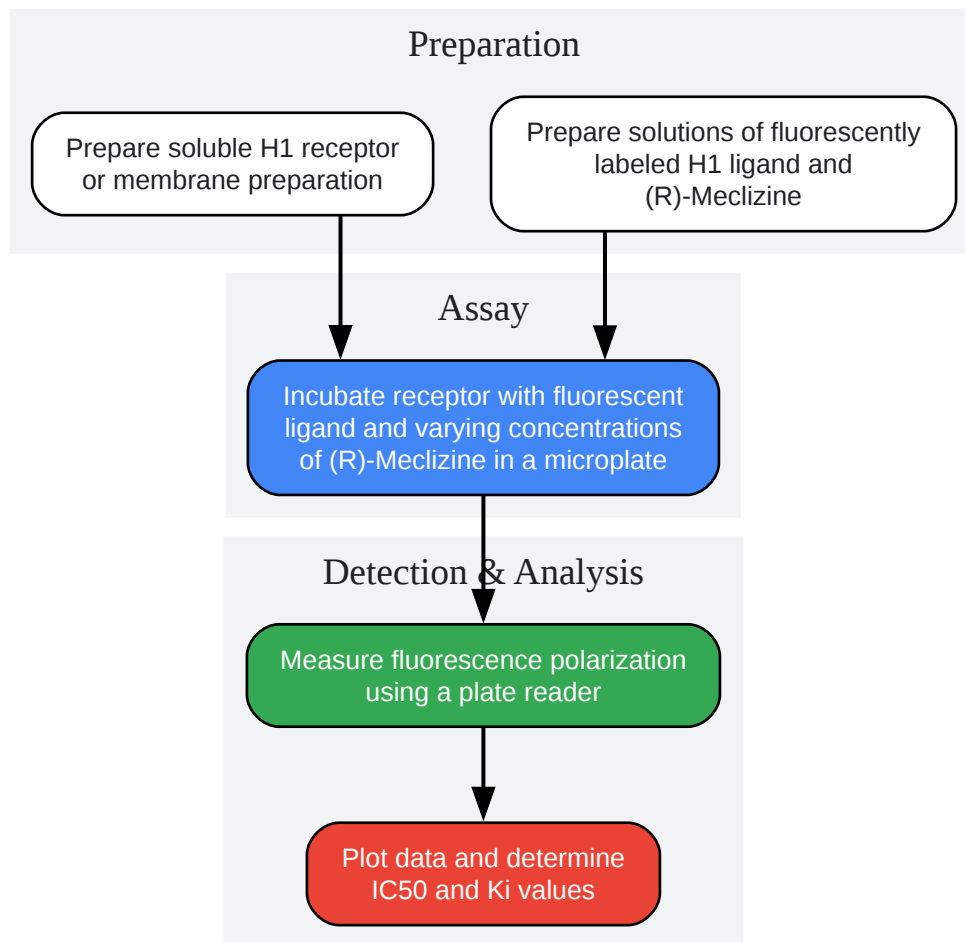 Preparation
Prepare soluble H1 receptor
or membrane preparation
Prepare solutions of fluorescently
labeled H1 ligand and
(R)-Meclizine
Assay
Incubate receptor with fluorescent
ligand and varying concentrations
of (R)-Meclizine in a microplate
Detection & Analysis
Measure fluorescence polarization
using a plate reader
Plot data and determine
IC50 and Ki values